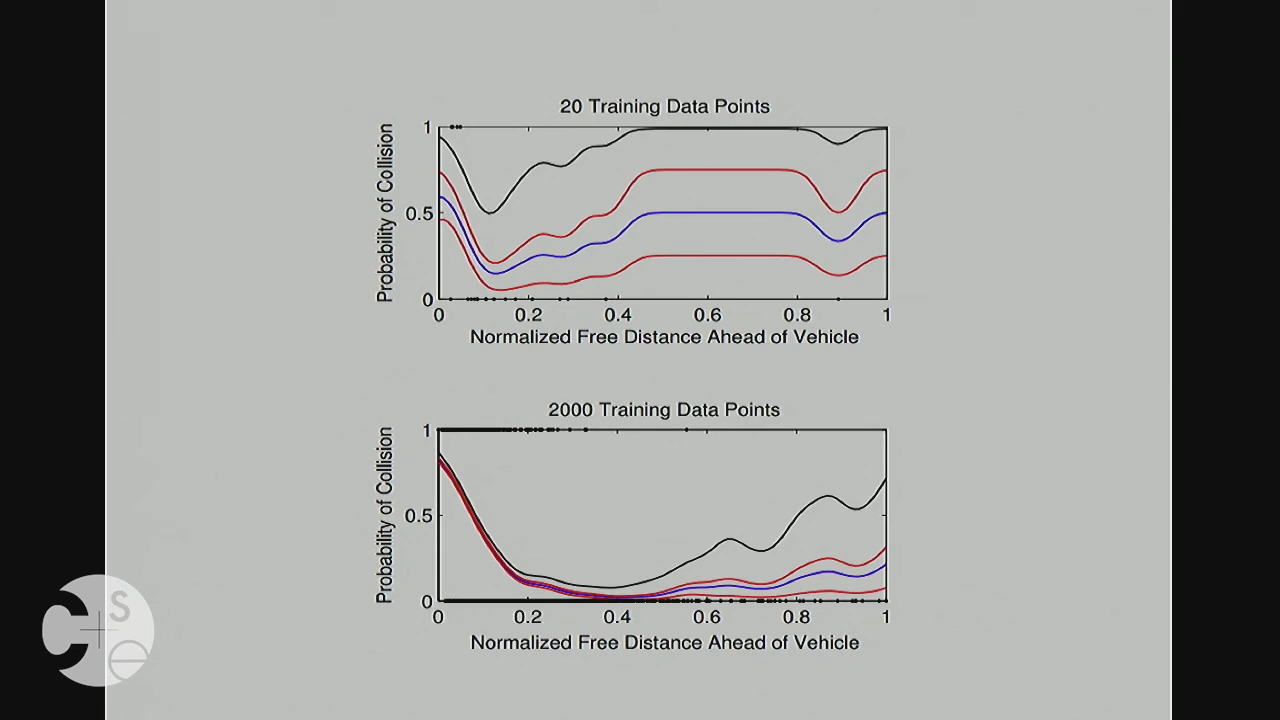 20 Training Data Points
Probability of Collision
1
0.5
0
0 0.2 0.4 0.6 0.8 1
Normalized Free Distance Ahead of Vehicle
2000 Training Data Points
Probability of Collision
1
0.5
0
0 0.2 0.4 0.6 0.8 1
Normalized Free Distance Ahead of Vehicle
C S e